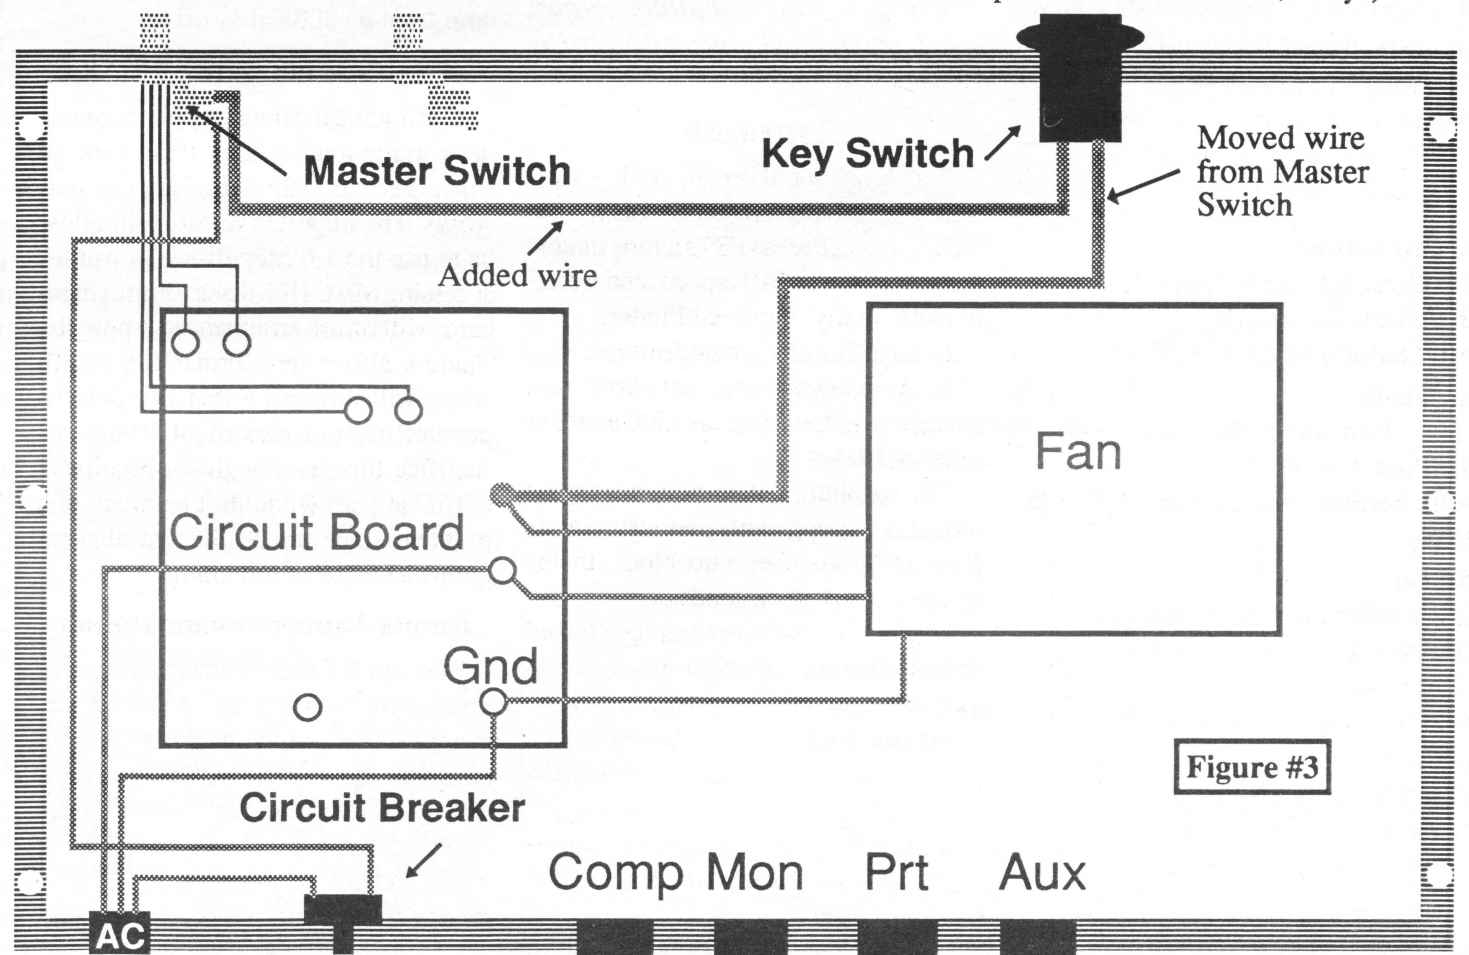 Key Switch
Moved wire
from Master
Switch
Master Switch
Added wire
Fan
Circuit Board
Gnd
Figure #3
Circuit Breaker
Comp Mon Prt Aux
AC